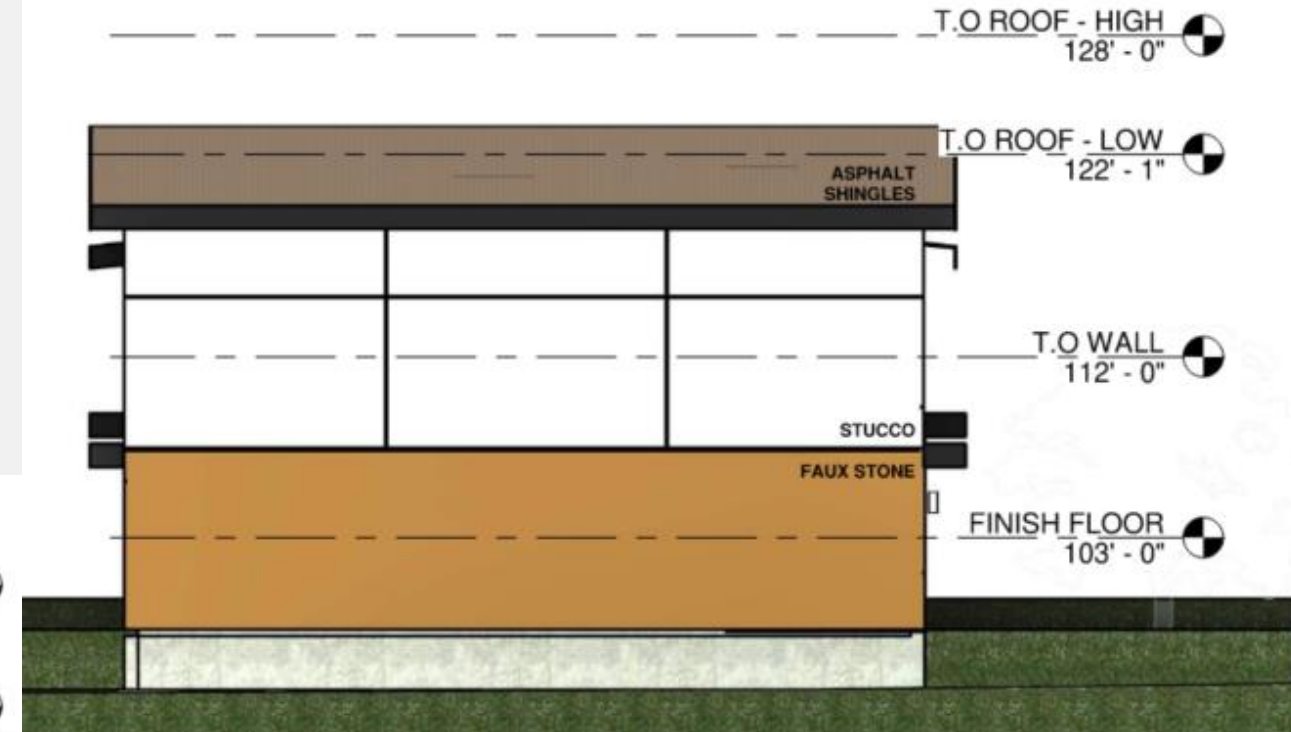 T.O ROOF - HIGH
128' - 0"
T.O ROOF - LOW
122' - 1"
ASPHALT
SHINGLES
T.O WALL
112' - 0"
STUCCO
FAUX STONE
FINISH FLOOR
103' - 0"